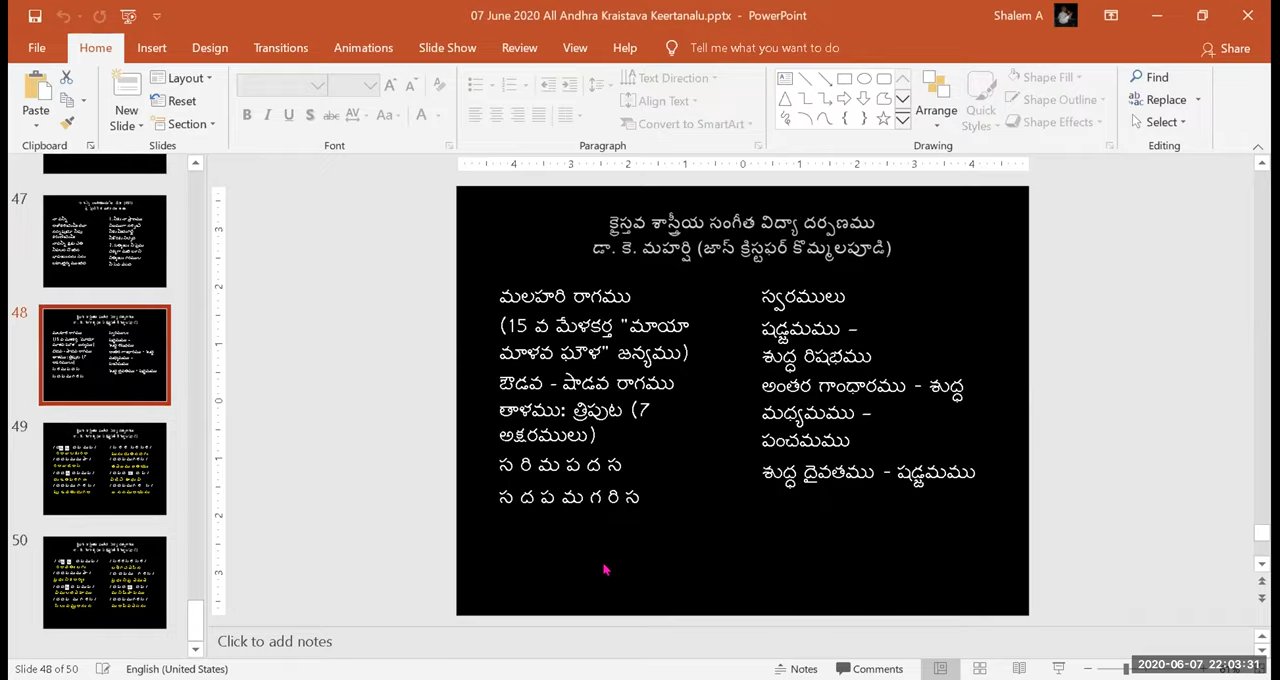 07 June 2020 All Andhra Kraistava Keertanalu.pptx - PowerPoint
Shalem A
File Home Insert Design Transitions Animations Slide Show Review View Help Tell me what you want to do
Share
Paste
New Slide
Layout
Reset
Section
Text Direction
Align Text
Convert to SmartArt
Arrange
Quick Styles
Shape Fill
Shape Outline
Shape Effects
Find
Replace
Select
Clipboard Slides Font Paragraph Drawing Editing
47
48
49
50
క్రైస్తవ శాస్త్రీయ సంగీత విద్యా దర్పణము
డా. కె. మహర్షి (జాన్ క్రిస్టఫర్ కొమ్మలపూడి)
మలహరి రాగము
(15 వ మేళకర్త "మాయా
మాళవ ఘౌళ" జన్యము)
ఔడవ - షాడవ రాగము
తాళము: త్రిపుట (7
అక్షరములు)
స రి మ ప ద స
స ద ప మ గ రి స
స్వరములు
షడ్జమము –
శుద్ధ రిషభము
అంతర గాంధారము - శుద్ధ
మధ్యమము –
పంచమము
శుద్ధ దైవతము - షడ్జమము
Click to add notes
Slide 48 of 50 English (United States) Notes Comments
2020-06-07 22:03:31